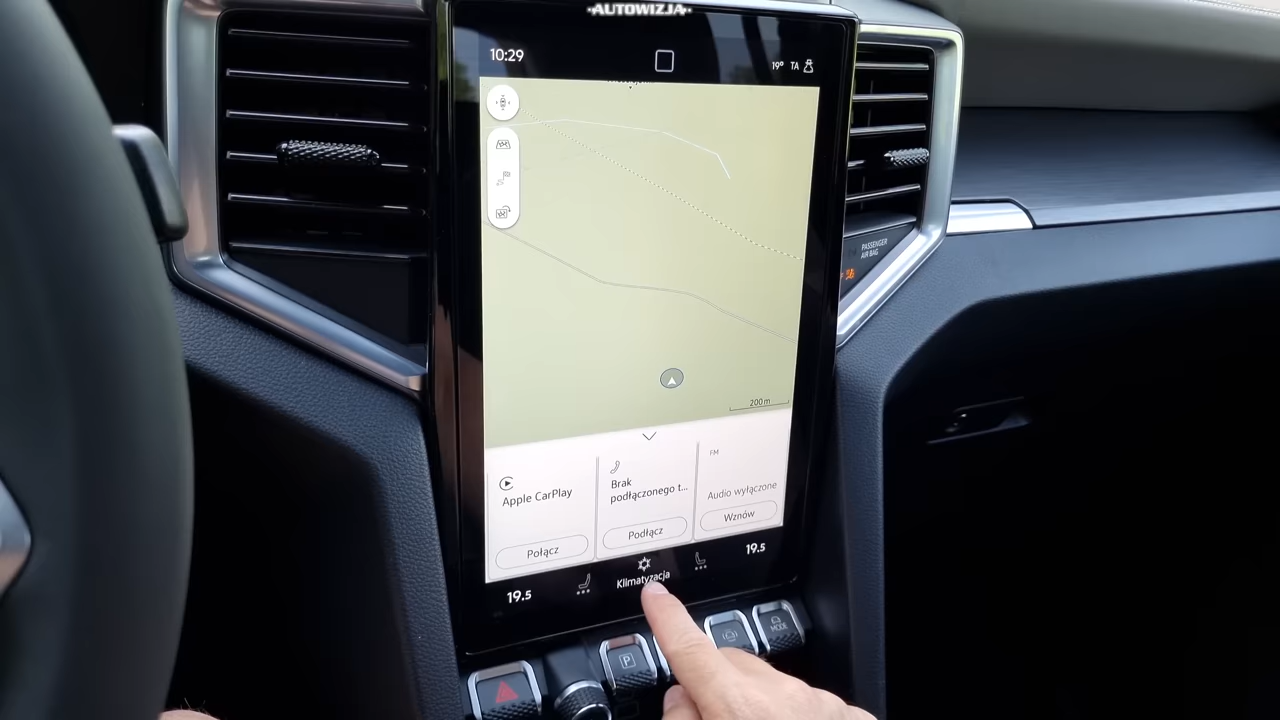 ·AUTOWIZJA·
10:29
19° TA
PASSENGER
AIR BAG
200 m
Apple CarPlay
Połącz
Brak
podłączonego t...
Podłącz
FM
Audio wyłączone
Wznów
19.5
Klimatyzacja
19.5
P
MODE